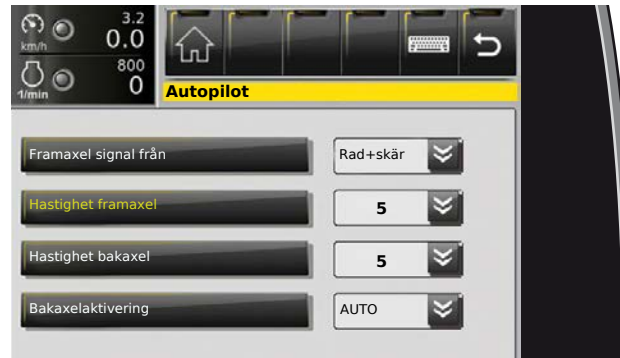 3.2
km/h 0.0
800
1/min 0
Autopilot
Framaxel signal från Rad+skär
Hastighet framaxel 5
Hastighet bakaxel 5
Bakaxelaktivering AUTO